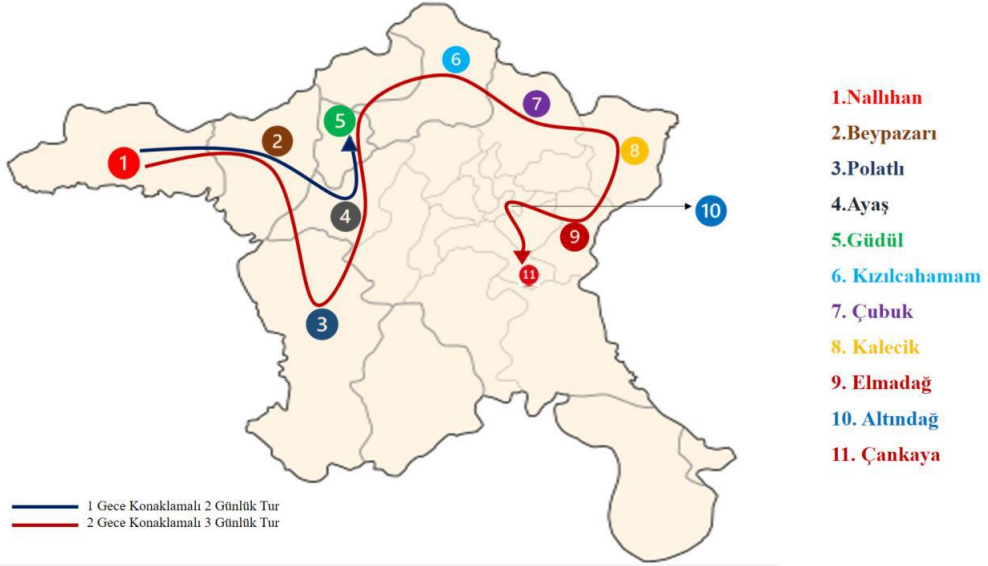 6
7
5
2
8
1
4
10
9
11
3
1.Nallıhan
2.Beypazarı
3.Polatlı
4.Ayaş
5.Güdül
6. Kızılcahamam
7. Çubuk
8. Kalecik
9. Elmadağ
10. Altındağ
11. Çankaya
1 Gece Konaklamalı 2 Günlük Tur
2 Gece Konaklamalı 3 Günlük Tur